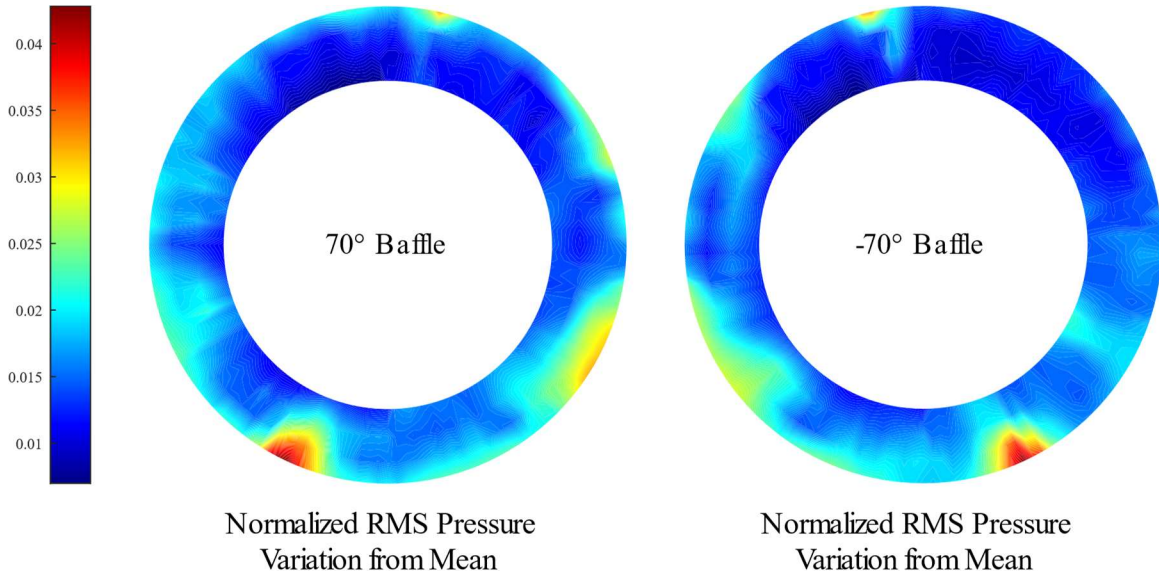 0.04
0.035
0.03
0.025
0.02
0.015
0.01
70° Baffle
-70° Baffle
Normalized RMS Pressure
Variation from Mean
Normalized RMS Pressure
Variation from Mean